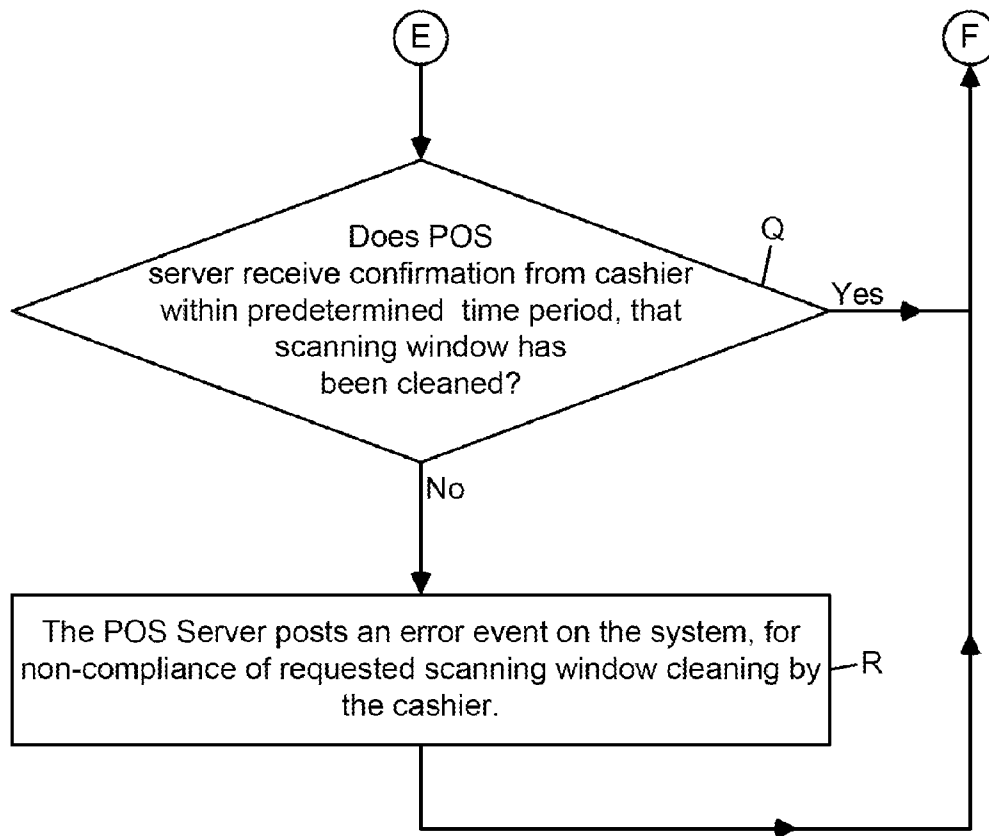 E
F
Does POS
server receive confirmation from cashier
within predetermined time period, that
scanning window has
been cleaned?
Q
Yes
No
The POS Server posts an error event on the system, for
non-compliance of requested scanning window cleaning by
the cashier.
R